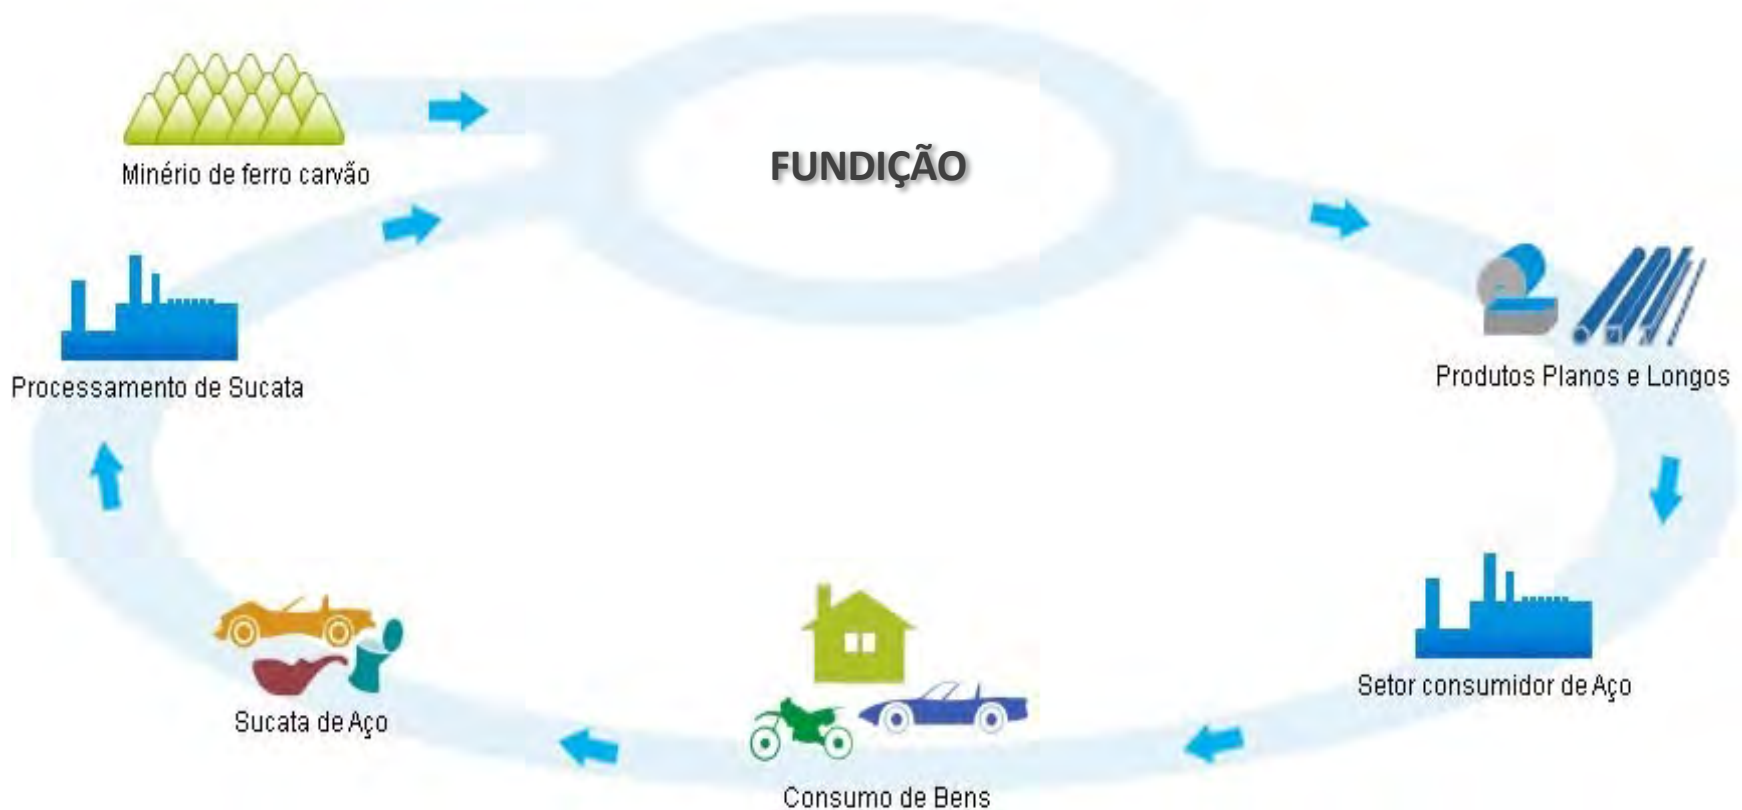 FUNDIÇÃO
Minério de ferro carvão
Processamento de Sucata
Produtos Planos e Longos
Setor consumidor de Aço
Sucata de Aço
Consumo de Bens